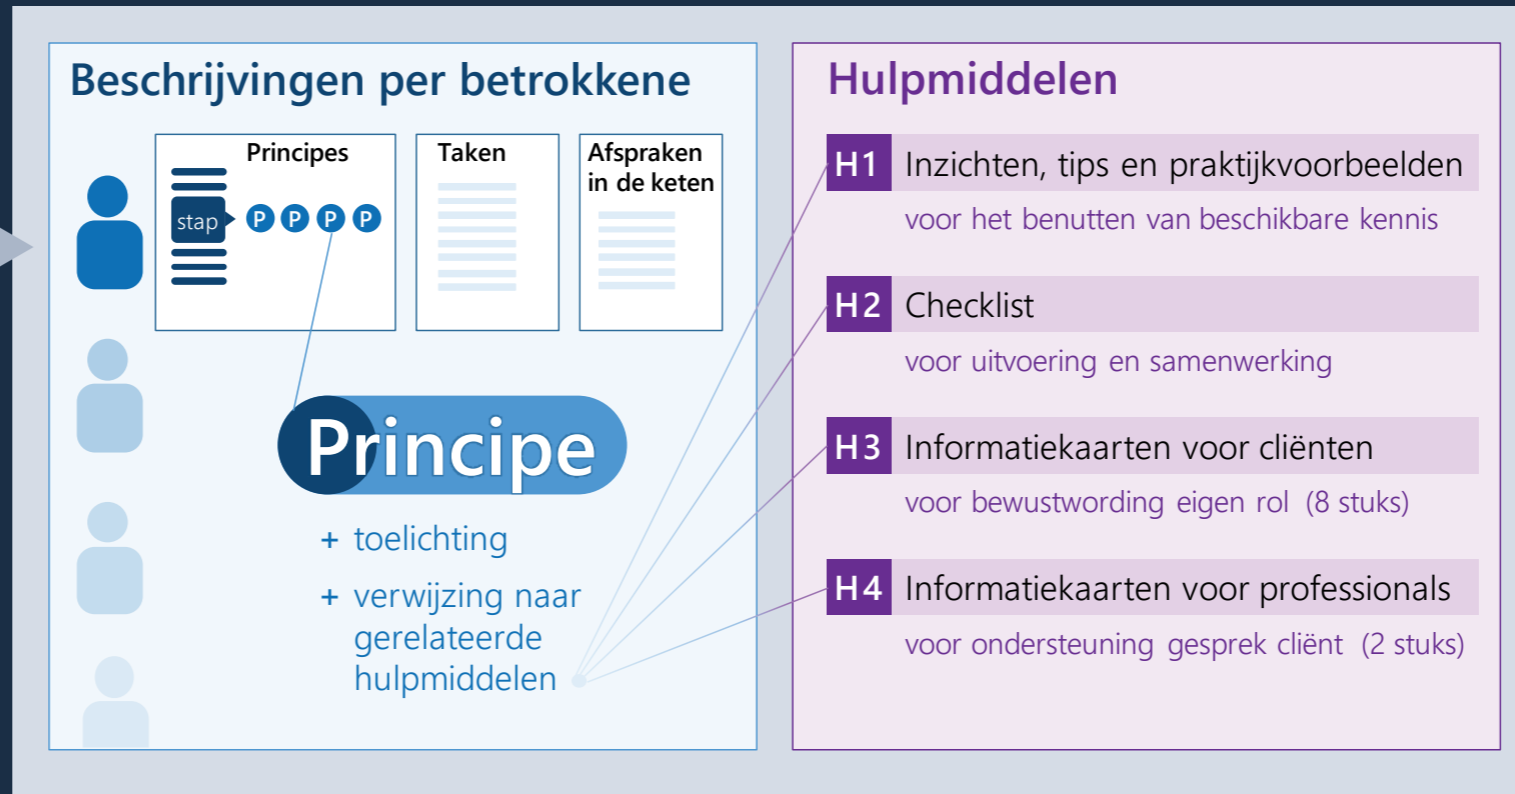 Beschrijvingen per betrokkene
Principes
stap
P P P P
Taken
Afspraken
in de keten
Principe
+ toelichting
+ verwijzing naar
gerelateerde
hulpmiddelen
Hulpmiddelen
H1 Inzichten, tips en praktijkvoorbeelden
voor het benutten van beschikbare kennis
H2 Checklist
voor uitvoering en samenwerking
H3 Informatiekaarten voor cliënten
voor bewustwording eigen rol (8 stuks)
H4 Informatiekaarten voor professionals
voor ondersteuning gesprek cliënt (2 stuks)